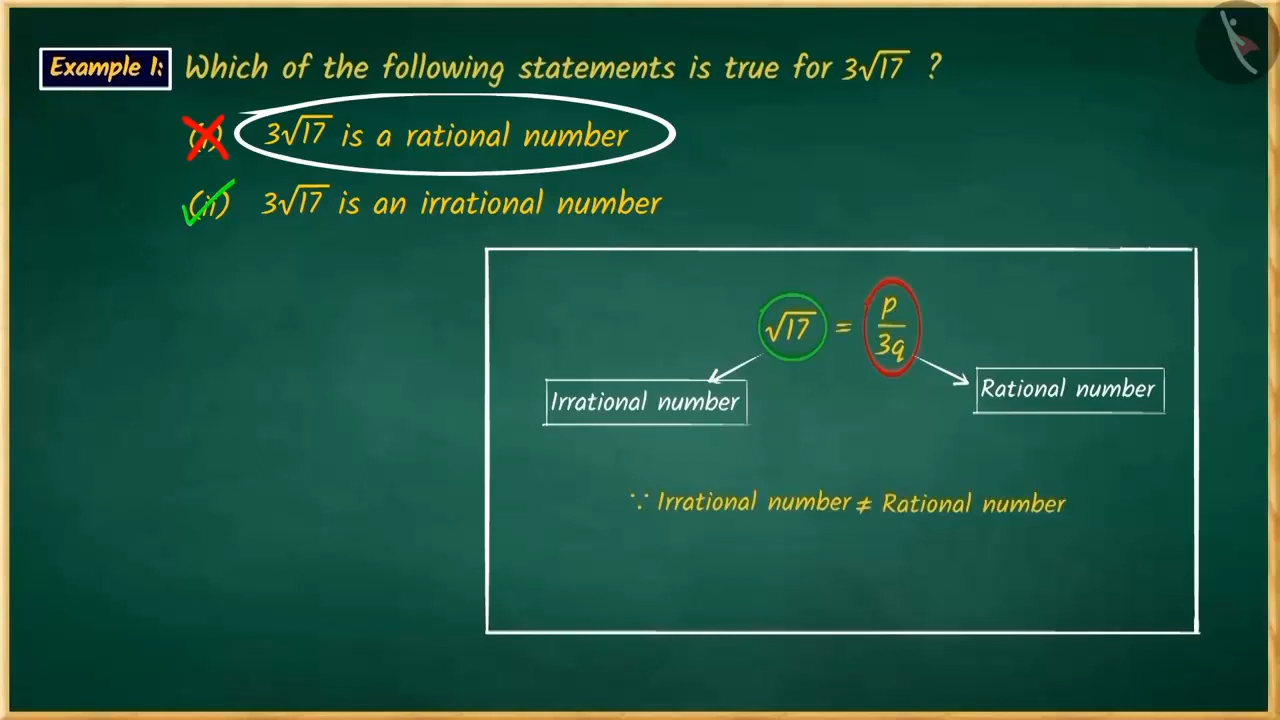 Example 1: Which of the following statements is true for 3√17 ?
(i) 3√17 is a rational number
(ii) 3√17 is an irrational number
√17 = p/3q
Irrational number
Rational number
∵ Irrational number ≠ Rational number